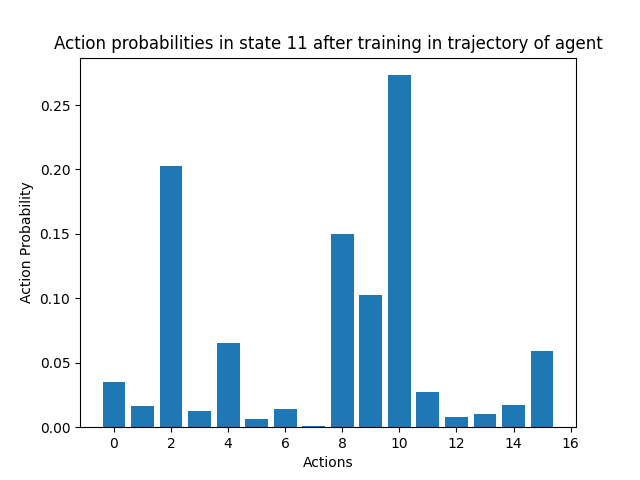 Action probabilities in state 11 after training in trajectory of agent
Action Probability
0.25
0.20
0.15
0.10
0.05
0.00
0 2 4 6 8 10 12 14 16
Actions